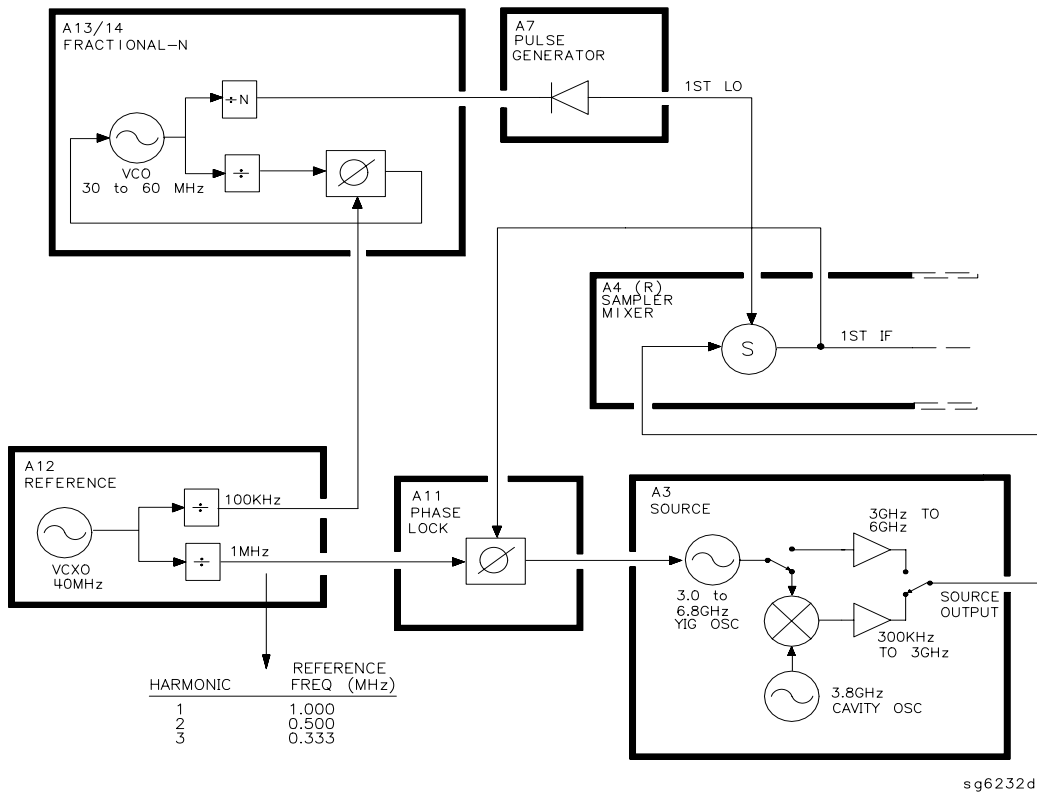 A13/14
FRACTIONAL-N
÷N
VCO
30 to 60 MHz
÷
Ø
A7
PULSE
GENERATOR
1ST LO
A4 (R)
SAMPLER
MIXER
S
1ST IF
A12
REFERENCE
÷
100KHz
÷
1MHz
VCXO
40MHz
A11
PHASE
LOCK
Ø
A3
SOURCE
3GHz TO
6GHz
3.0 to
6.8GHz
YIG OSC
SOURCE
OUTPUT
300KHz
TO 3GHz
3.8GHz
CAVITY OSC
HARMONIC REFERENCE FREQ (MHz)
1 1.000
2 0.500
3 0.333
sg6232d